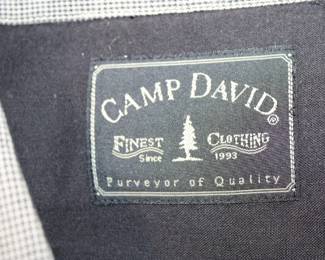 CAMP DAVID®
FINEST CLOTHING
Since 1993
Purveyor of Quality